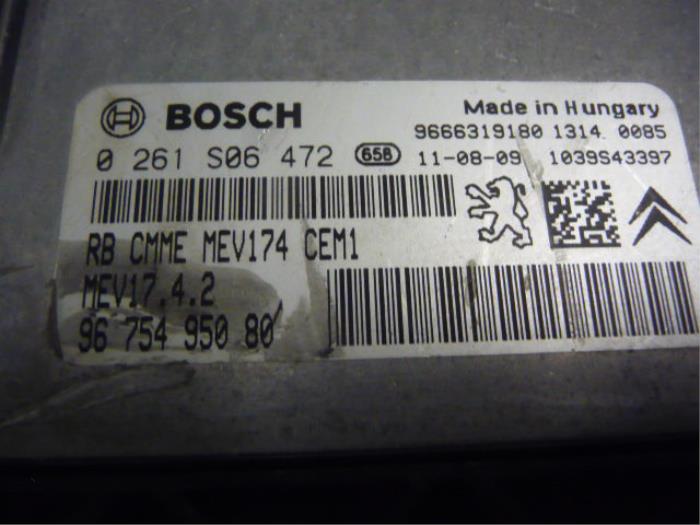 BOSCH
Made in Hungary
9666319180 1314 0085
0 261 S06 472 658 11-08-09 1039S43397
RB CMME MEV174 CEM1
MEV17.4.2
96 754 950 80